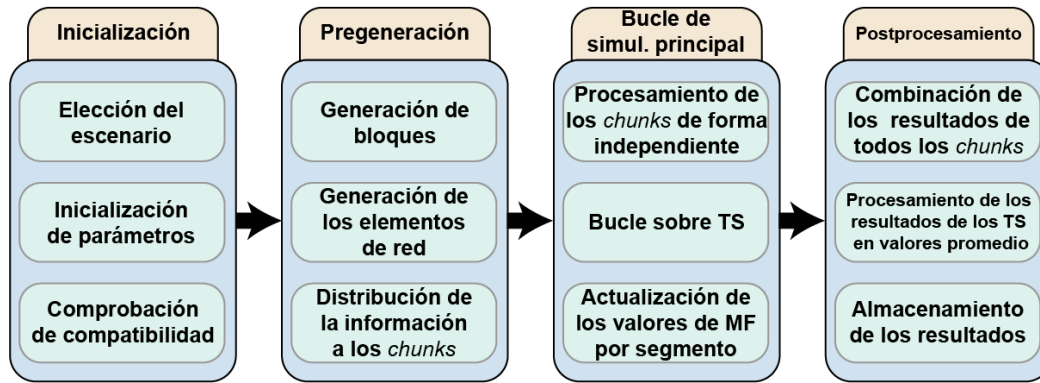 Inicialización
Elección del
escenario
Inicialización
de parámetros
Comprobación
de compatibilidad
Pregeneración
Generación de
bloques
Generación de
los elementos
de red
Distribución de
la información
a los chunks
Bucle de
simul. principal
Procesamiento de
los chunks de forma
independiente
Bucle sobre TS
Actualización de
los valores de MF
por segmento
Postprocesamiento
Combinación de
los resultados de
todos los chunks
Procesamiento de los
resultados de los TS
en valores promedio
Almacenamiento
de los resultados